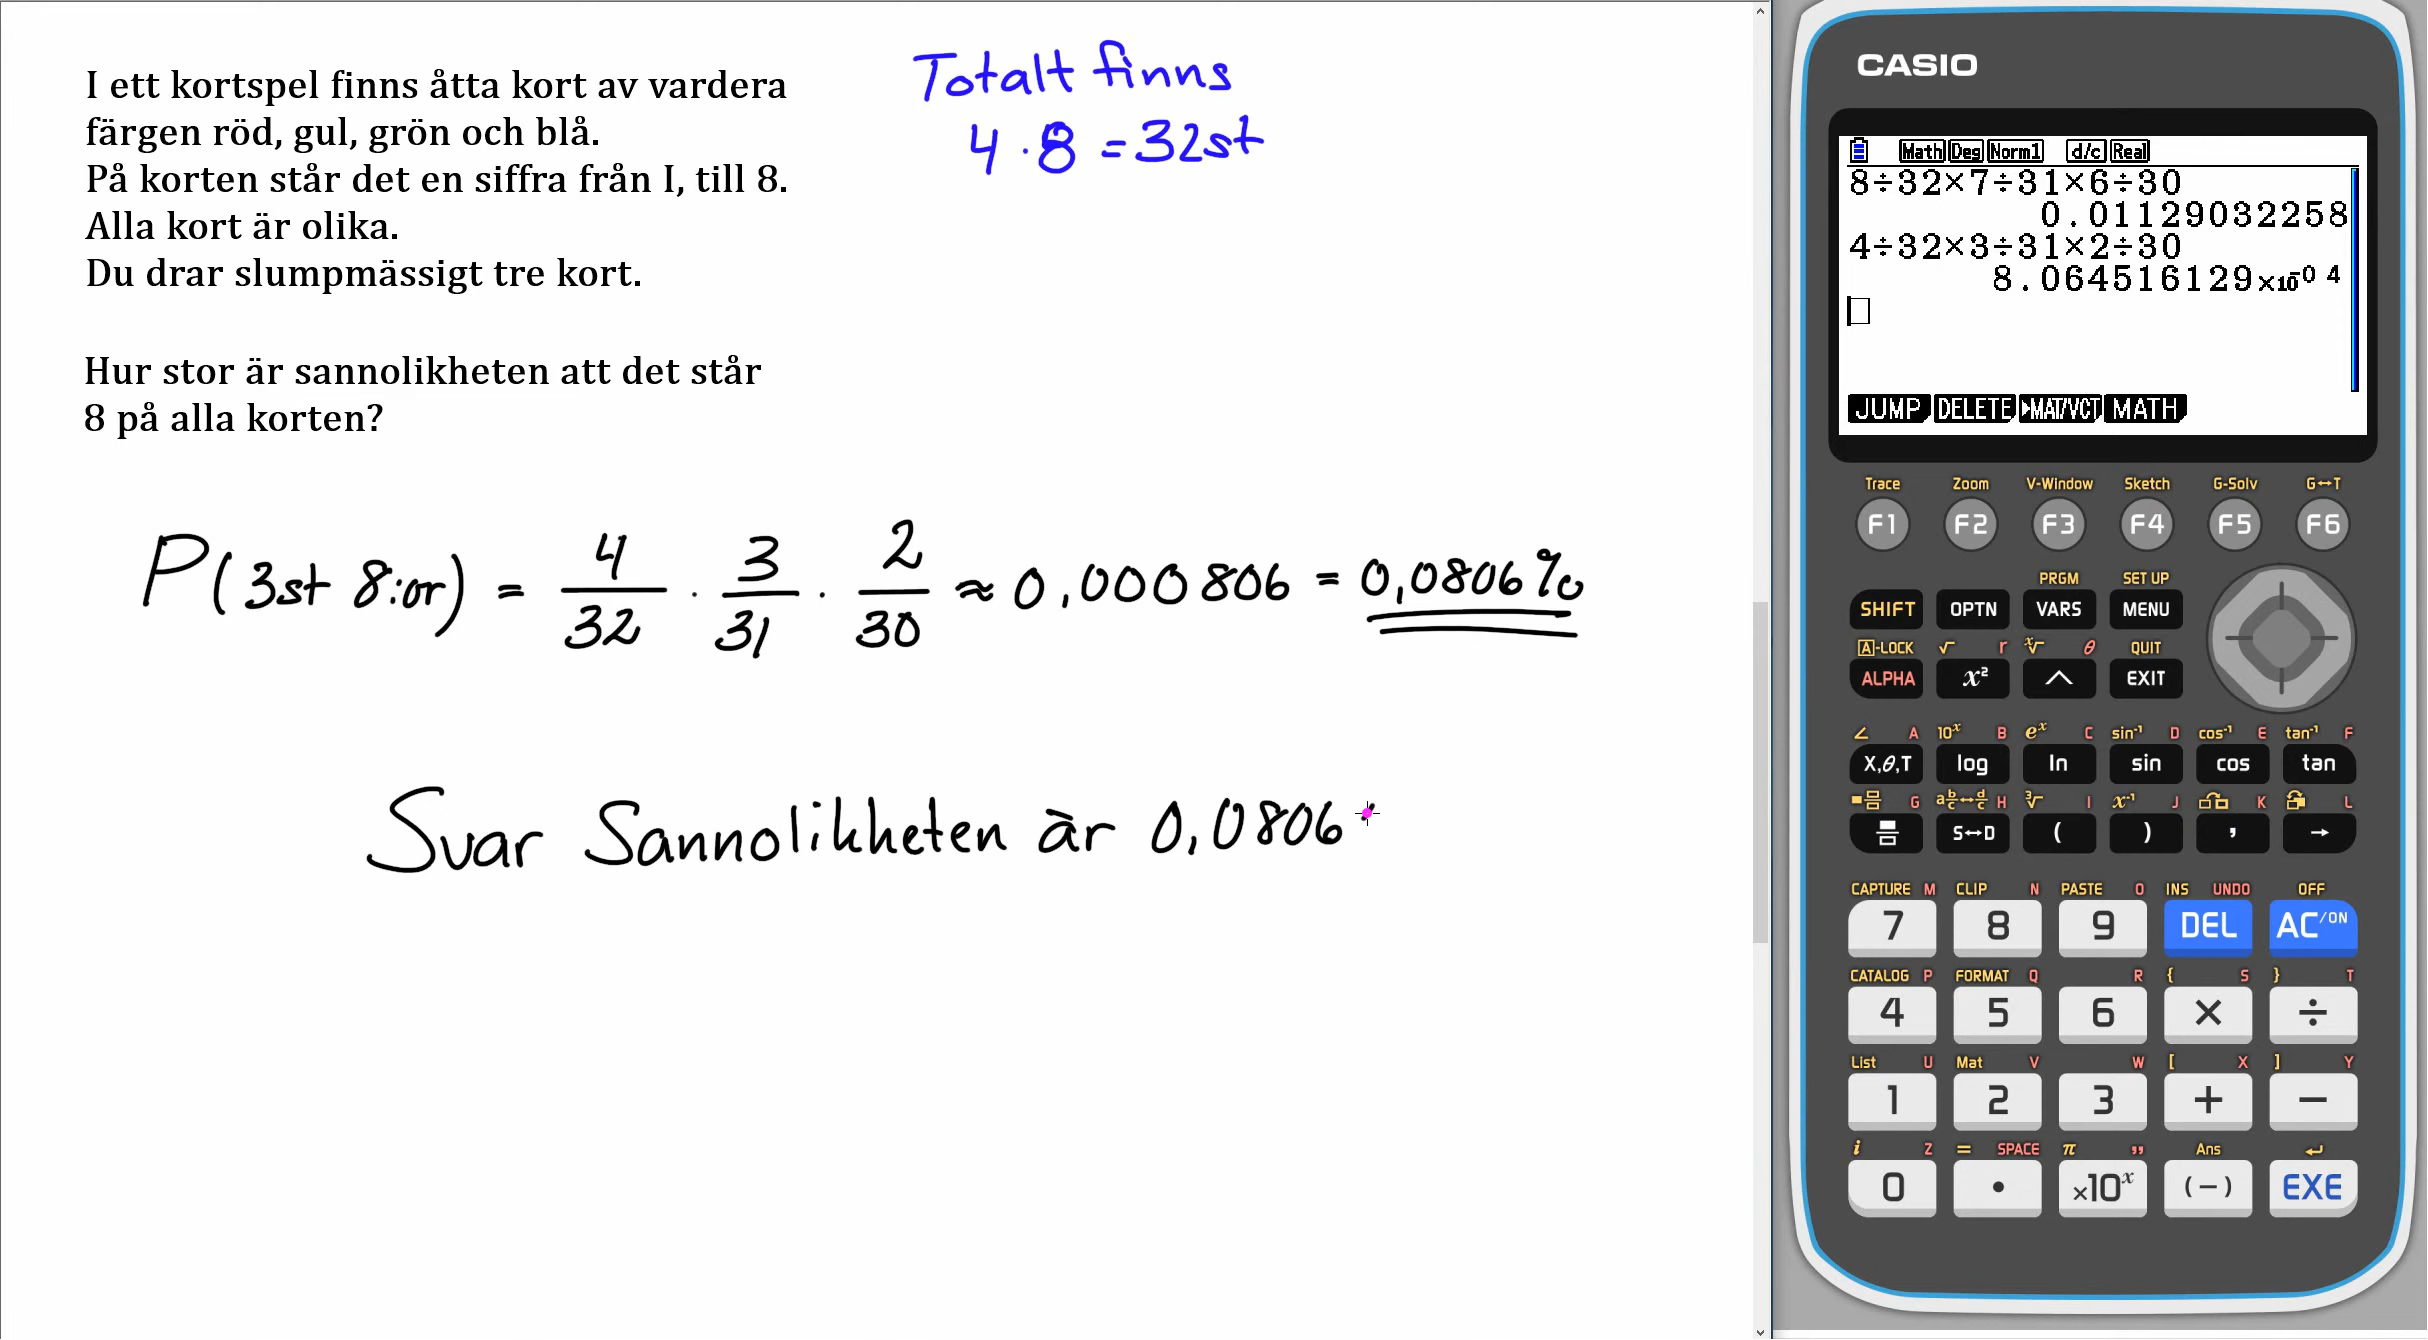 I ett kortspel finns åtta kort av vardera
färgen röd, gul, grön och blå.
På korten står det en siffra från I, till 8.
Alla kort är olika.
Du drar slumpmässigt tre kort.
Hur stor är sannolikheten att det står
8 på alla korten?
Totalt finns
4 · 8 = 32st
P(3st 8:or) = 4/32 · 3/31 · 2/30 ≈ 0,000806 = 0,0806%
Svar Sannolikheten är 0,0806
CASIO
Math Deg Norm1 d/c Real
8÷32×7÷31×6÷30
0.01129032258
4÷32×3÷31×2÷30
8.064516129×10⁻⁰⁴
JUMP DELETE ▶MAT/VCT MATH
Trace Zoom V-Window Sketch G-Solv G↔T
F1 F2 F3 F4 F5 F6
PRGM SET UP
SHIFT OPTN VARS MENU
A-LOCK √ r ˣ√ θ QUIT
ALPHA x² ^ EXIT
∠ A 10ˣ B eˣ C sin⁻¹ D cos⁻¹ E tan⁻¹ F
X,θ,T log ln sin cos tan
G a b/c↔d/c H ³√ I x⁻¹ J K L
S↔D ( ) , →
CAPTURE M CLIP N PASTE O INS UNDO OFF
7 8 9 DEL AC/ON
CATALOG P FORMAT Q R { S } T
4 5 6 × ÷
List U Mat V W [ X ] Y
1 2 3 + −
i Z = SPACE π " Ans ↵
0 • ×10ˣ (−) EXE